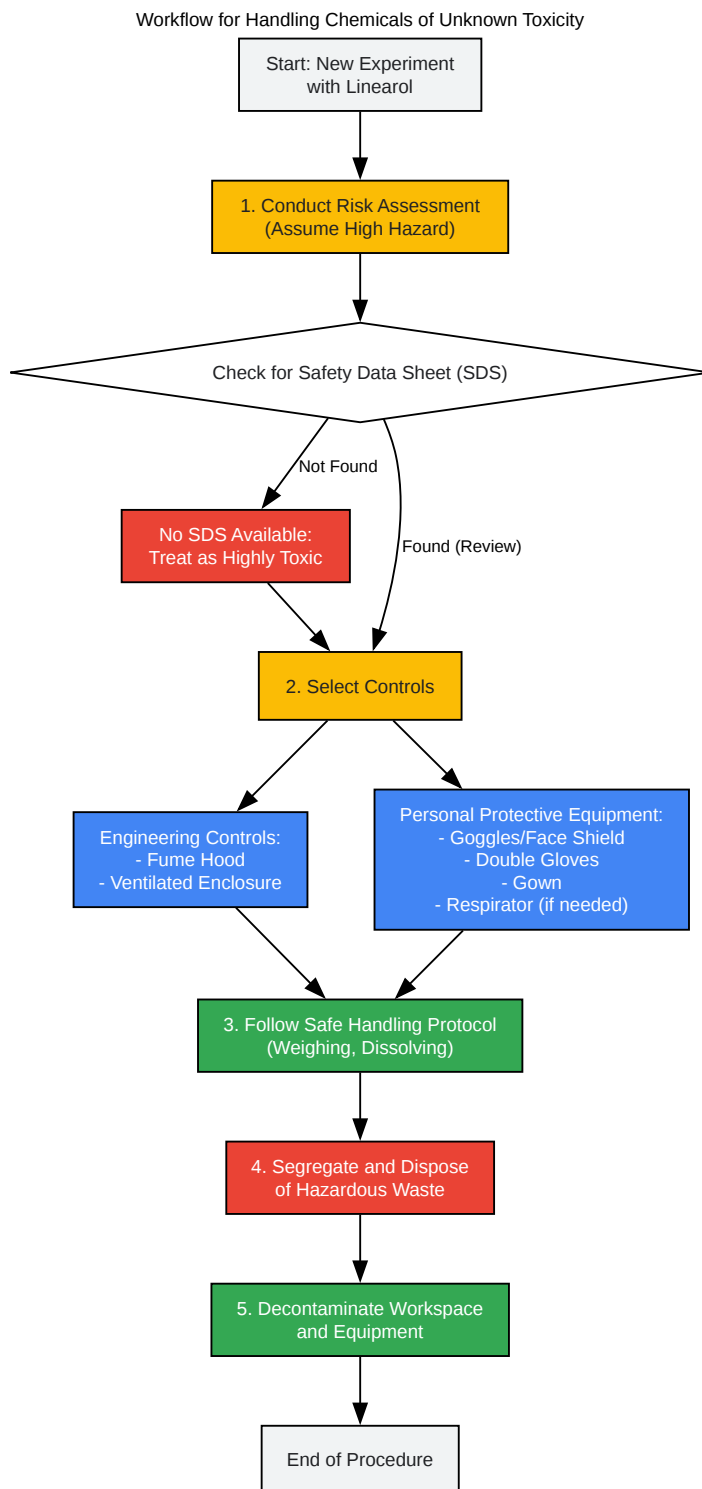 Workflow for Handling Chemicals of Unknown Toxicity
Start: New Experiment
with Linearol
1. Conduct Risk Assessment
(Assume High Hazard)
Check for Safety Data Sheet (SDS)
Not Found
No SDS Available:
Treat as Highly Toxic
Found (Review)
2. Select Controls
Engineering Controls:
- Fume Hood
- Ventilated Enclosure
Personal Protective Equipment:
- Goggles/Face Shield
- Double Gloves
- Gown
- Respirator (if needed)
3. Follow Safe Handling Protocol
(Weighing, Dissolving)
4. Segregate and Dispose
of Hazardous Waste
5. Decontaminate Workspace
and Equipment
End of Procedure